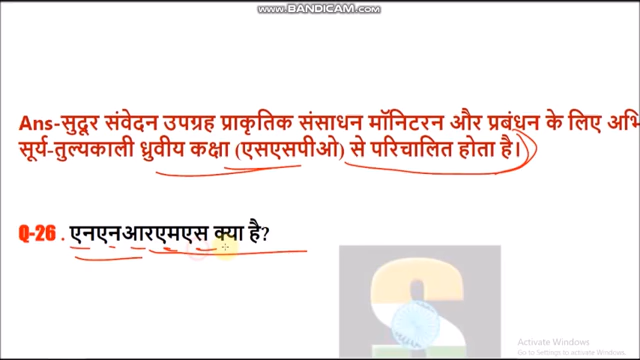 www.BANDICAM.com
Ans-सुदूर संवेदन उपग्रह प्राकृतिक संसाधन मॉनिटरन और प्रबंधन के लिए अभि
सूर्य-तुल्यकाली ध्रुवीय कक्षा (एसएसपीओ) से परिचालित होता है।
Q-26 . एनएनआरएमएस क्या है?
S
Activate Windows
Go to Settings to activate Windows.